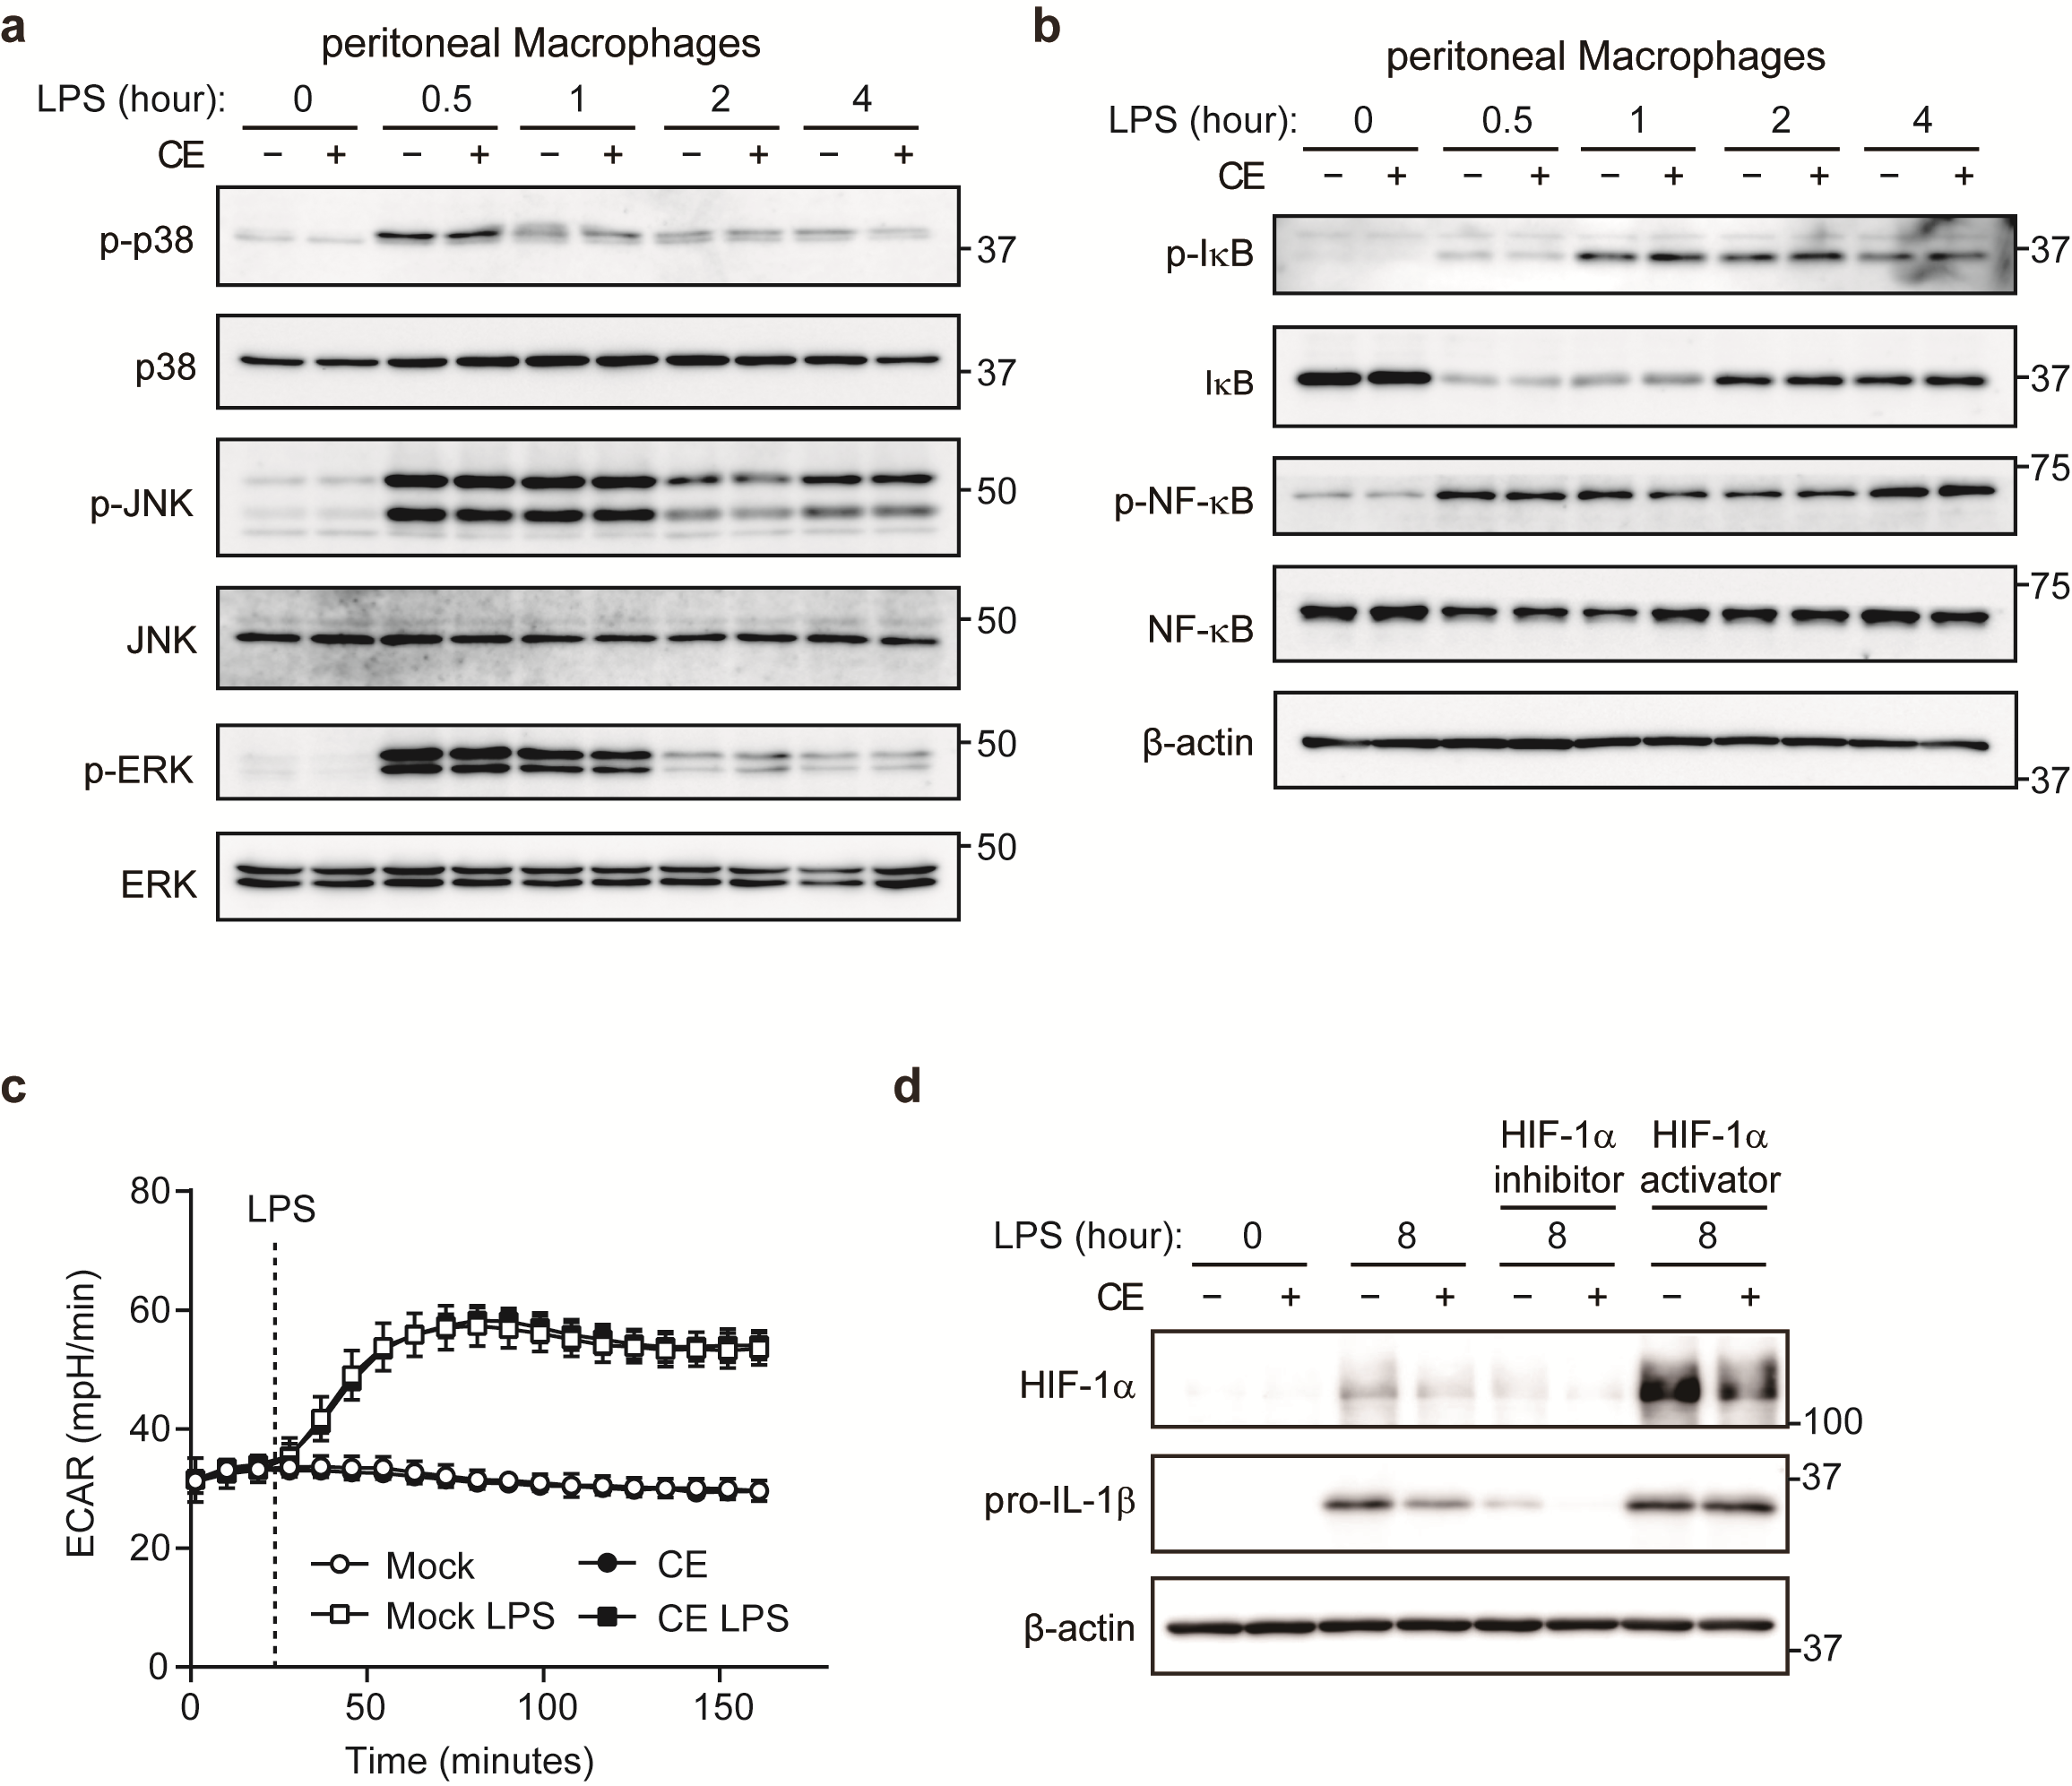 a
peritoneal Macrophages
LPS (hour): 0 0.5 1 2 4
CE − + − + − + − + − +
p-p38 37
p38 37
p-JNK 50
JNK 50
p-ERK 50
ERK 50
b
peritoneal Macrophages
LPS (hour): 0 0.5 1 2 4
CE − + − + − + − + − +
p-IκB 37
IκB 37
p-NF-κB 75
NF-κB 75
β-actin 37
c
LPS
ECAR (mpH/min)
80
60
40
20
0
Mock CE
Mock LPS CE LPS
0 50 100 150
Time (minutes)
d
HIF-1α HIF-1α
inhibitor activator
LPS (hour): 0 8 8 8
CE − + − + − + − +
HIF-1α 100
pro-IL-1β 37
β-actin 37